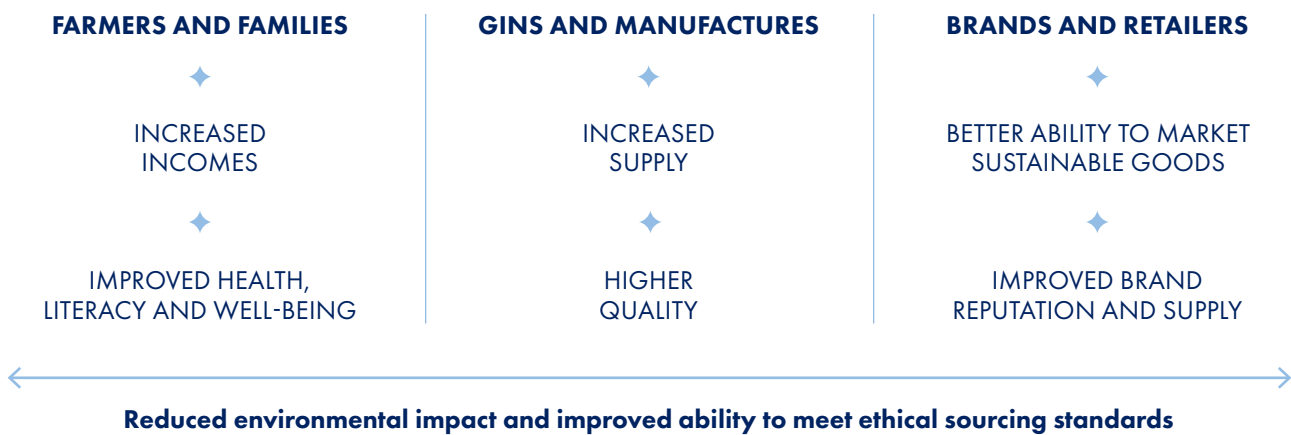 FARMERS AND FAMILIES
INCREASED
INCOMES
IMPROVED HEALTH,
LITERACY AND WELL-BEING
GINS AND MANUFACTURES
INCREASED
SUPPLY
HIGHER
QUALITY
BRANDS AND RETAILERS
BETTER ABILITY TO MARKET
SUSTAINABLE GOODS
IMPROVED BRAND
REPUTATION AND SUPPLY
Reduced environmental impact and improved ability to meet ethical sourcing standards